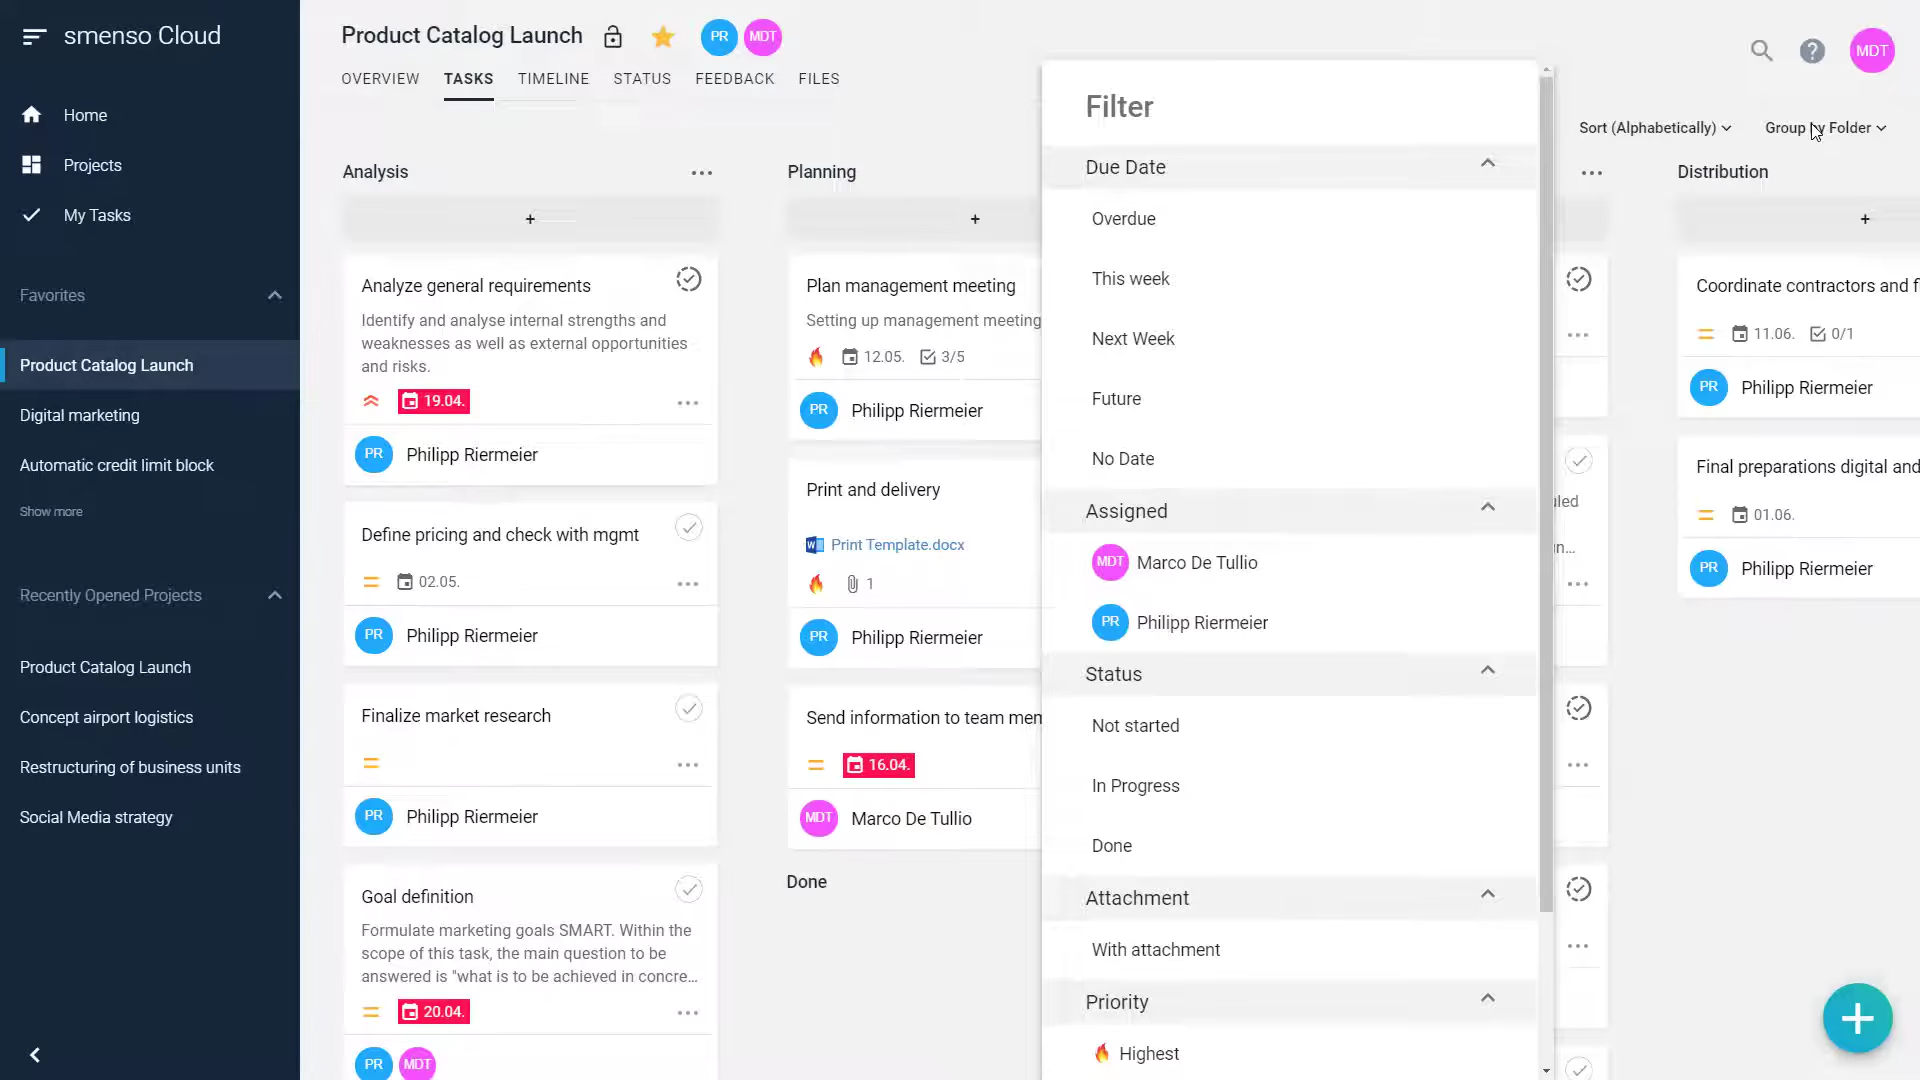 smenso Cloud
Home
Projects
My Tasks
Favorites
Product Catalog Launch
Digital marketing
Automatic credit limit block
Show more
Recently Opened Projects
Product Catalog Launch
Concept airport logistics
Restructuring of business units
Social Media strategy
Product Catalog Launch
PR
MDT
OVERVIEW
TASKS
TIMELINE
STATUS
FEEDBACK
FILES
MDT
Sort (Alphabetically)
Group by Folder
Analysis
+
Analyze general requirements
Identify and analyse internal strengths and
weaknesses as well as external opportunities
and risks.
19.04.
PR
Philipp Riermeier
Define pricing and check with mgmt
02.05.
PR
Philipp Riermeier
Finalize market research
PR
Philipp Riermeier
Goal definition
Formulate marketing goals SMART. Within the
scope of this task, the main question to be
answered is "what is to be achieved in concre...
20.04.
PR
MDT
Planning
+
Plan management meeting
Setting up management meeting
12.05.
3/5
PR
Philipp Riermeier
Print and delivery
Print Template.docx
1
PR
Philipp Riermeier
Send information to team mem
16.04.
MDT
Marco De Tullio
Done
Filter
Due Date
Overdue
This week
Next Week
Future
No Date
Assigned
MDT
Marco De Tullio
PR
Philipp Riermeier
Status
Not started
In Progress
Done
Attachment
With attachment
Priority
Highest
Distribution
+
Coordinate contractors and f
11.06.
0/1
PR
Philipp Riermeier
Final preparations digital and
01.06.
PR
Philipp Riermeier